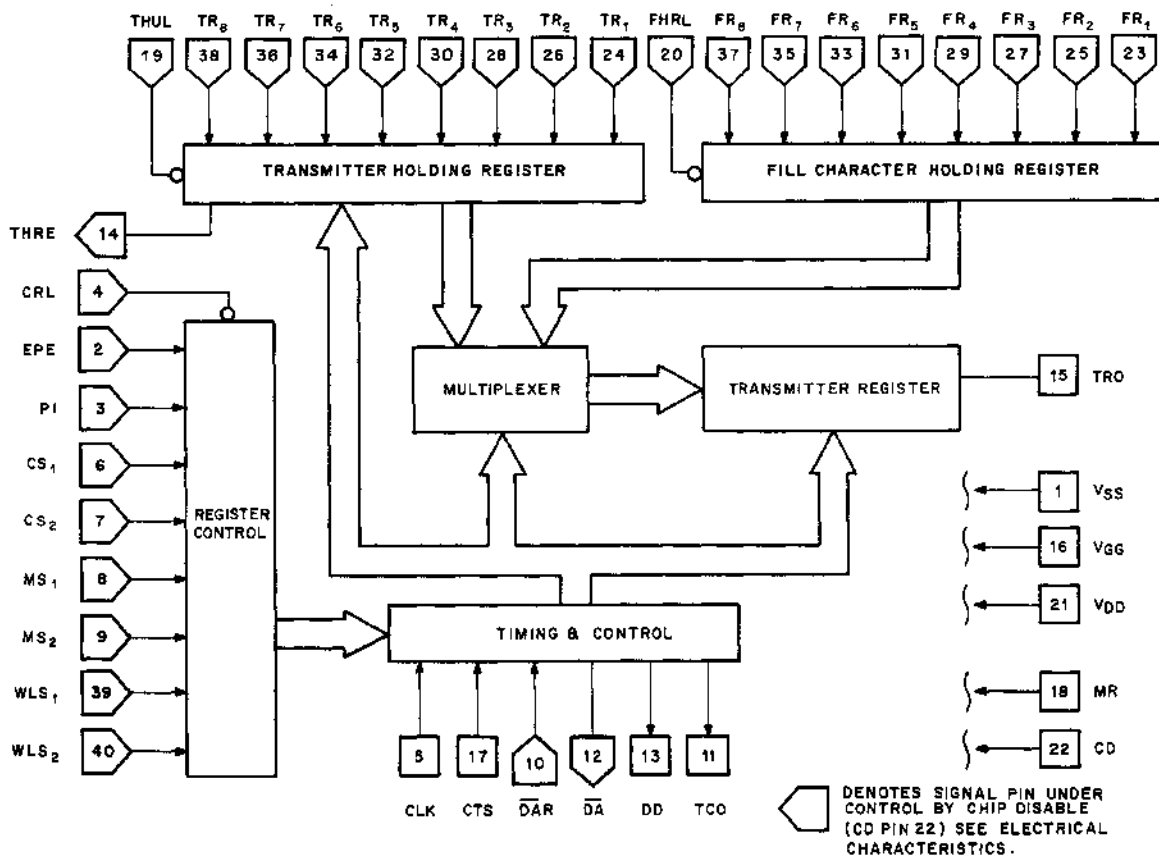 THUL TR8 TR7 TR6 TR5 TR4 TR3 TR2 TR1 FHRL FR8 FR7 FR6 FR5 FR4 FR3 FR2 FR1
19 38 36 34 32 30 28 26 24 20 37 35 33 31 29 27 25 23
TRANSMITTER HOLDING REGISTER
FILL CHARACTER HOLDING REGISTER
THRE 14
CRL 4
EPE 2
PI 3
CS1 6
CS2 7
MS1 8
MS2 9
WLS1 39
WLS2 40
REGISTER
CONTROL
MULTIPLEXER
TRANSMITTER REGISTER
15 TRO
1 VSS
16 VGG
21 VDD
18 MR
22 CD
TIMING & CONTROL
5 17 10 12 13 11
CLK CTS D̅A̅R̅ D̅A̅ DD TCO
DENOTES SIGNAL PIN UNDER
CONTROL BY CHIP DISABLE
(CD PIN 22) SEE ELECTRICAL
CHARACTERISTICS.